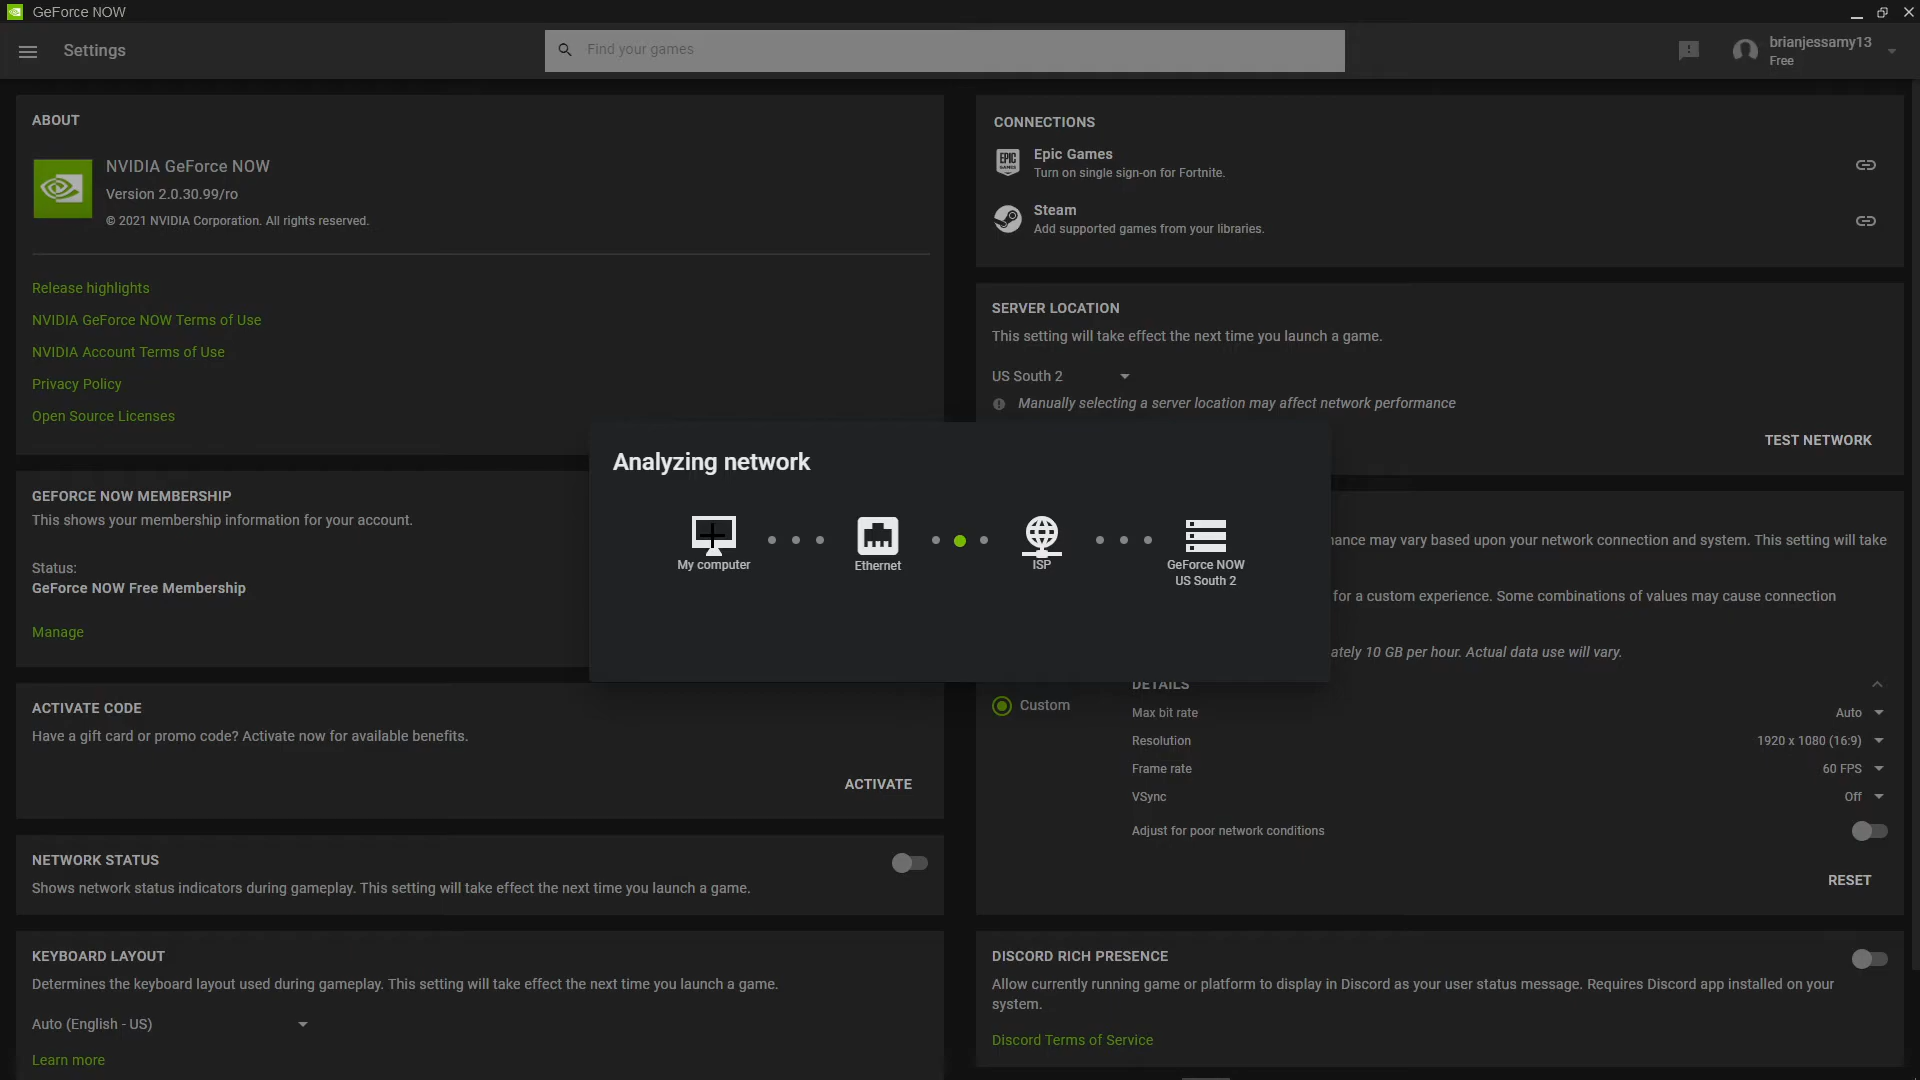 GeForce NOW
Settings
Find your games
brianjessamy13
Free
ABOUT
NVIDIA GeForce NOW
Version 2.0.30.99/ro
© 2021 NVIDIA Corporation. All rights reserved.
Release highlights
NVIDIA GeForce NOW Terms of Use
NVIDIA Account Terms of Use
Privacy Policy
Open Source Licenses
GEFORCE NOW MEMBERSHIP
This shows your membership information for your account.
Status:
GeForce NOW Free Membership
Manage
ACTIVATE CODE
Have a gift card or promo code? Activate now for available benefits.
ACTIVATE
NETWORK STATUS
Shows network status indicators during gameplay. This setting will take effect the next time you launch a game.
KEYBOARD LAYOUT
Determines the keyboard layout used during gameplay. This setting will take effect the next time you launch a game.
Auto (English - US)
Learn more
Analyzing network
My computer
Ethernet
ISP
GeForce NOW
US South 2
CONNECTIONS
EPIC
GAMES
Epic Games
Turn on single sign-on for Fortnite.
Steam
Add supported games from your libraries.
SERVER LOCATION
This setting will take effect the next time you launch a game.
US South 2
Manually selecting a server location may affect network performance
TEST NETWORK
may vary based upon your network connection and system. This setting will take
for a custom experience. Some combinations of values may cause connection
10 GB per hour. Actual data use will vary.
Custom
DETAILS
Max bit rate
Auto
Resolution
1920 x 1080 (16:9)
Frame rate
60 FPS
VSync
Off
Adjust for poor network conditions
RESET
DISCORD RICH PRESENCE
Allow currently running game or platform to display in Discord as your user status message. Requires Discord app installed on your
system.
Discord Terms of Service